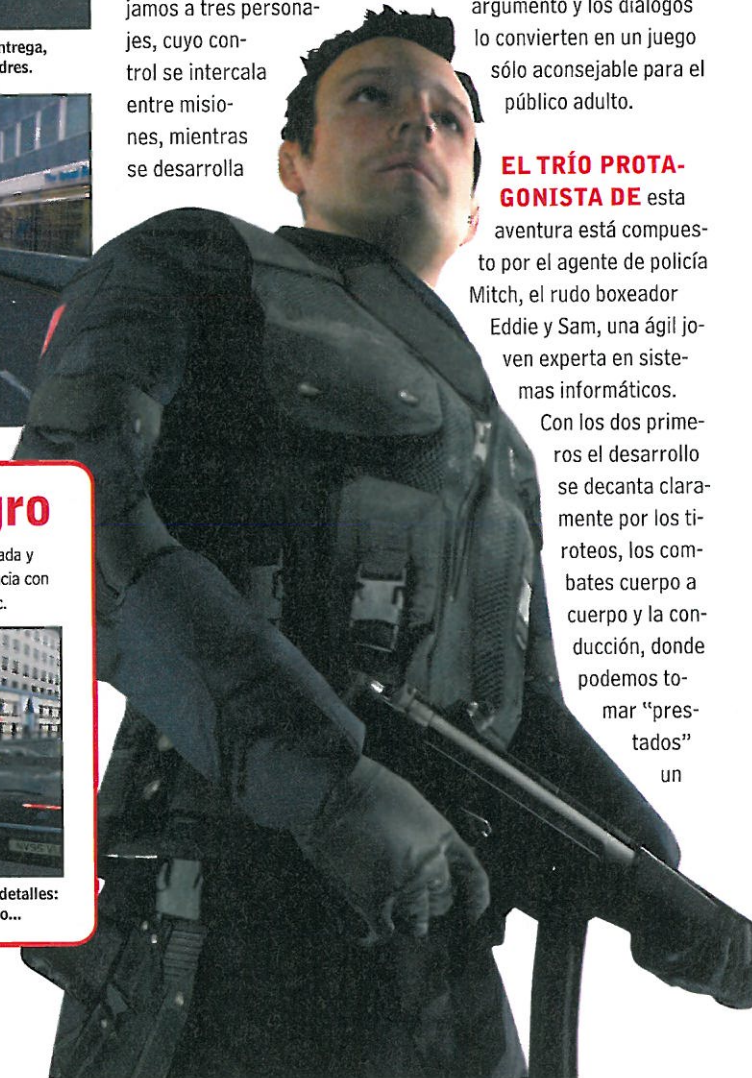 ntrega,
dres.
gro
ada y
cia con
c.
detalles:
o...
jamos a tres persona-
jes, cuyo con-
trol se intercala
entre misio-
nes, mientras
se desarrolla
argumento y los diálogos
lo convierten en un juego
sólo aconsejable para el
público adulto.
EL TRÍO PROTA-
GONISTA DE esta
aventura está compues-
to por el agente de policía
Mitch, el rudo boxeador
Eddie y Sam, una ágil jo-
ven experta en siste-
mas informáticos.
Con los dos prime-
ros el desarrollo
se decanta clara-
mente por los ti-
roteos, los com-
bates cuerpo a
cuerpo y la con-
ducción, donde
podemos to-
mar "pres-
tados"
un